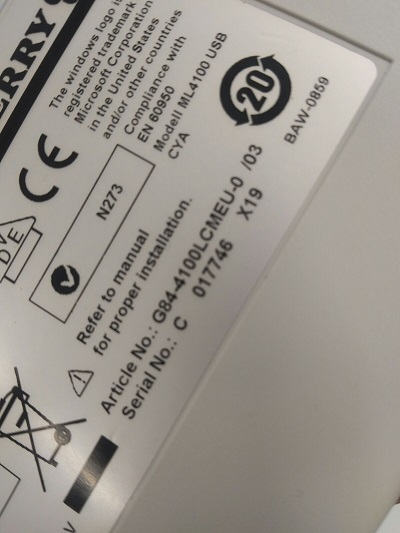 ERRY
The windows logo is
registered trademark
Microsoft Corporation
in the United States
and/or other countries
Compliance with
EN 60950
Modell ML4100 USB
CYA
20
BAW-0859
CE
N273
VDE
Refer to manual
for proper installation.
Article No.: G84-4100LCMEU-0 /03
Serial No.: C 017746 X19
V